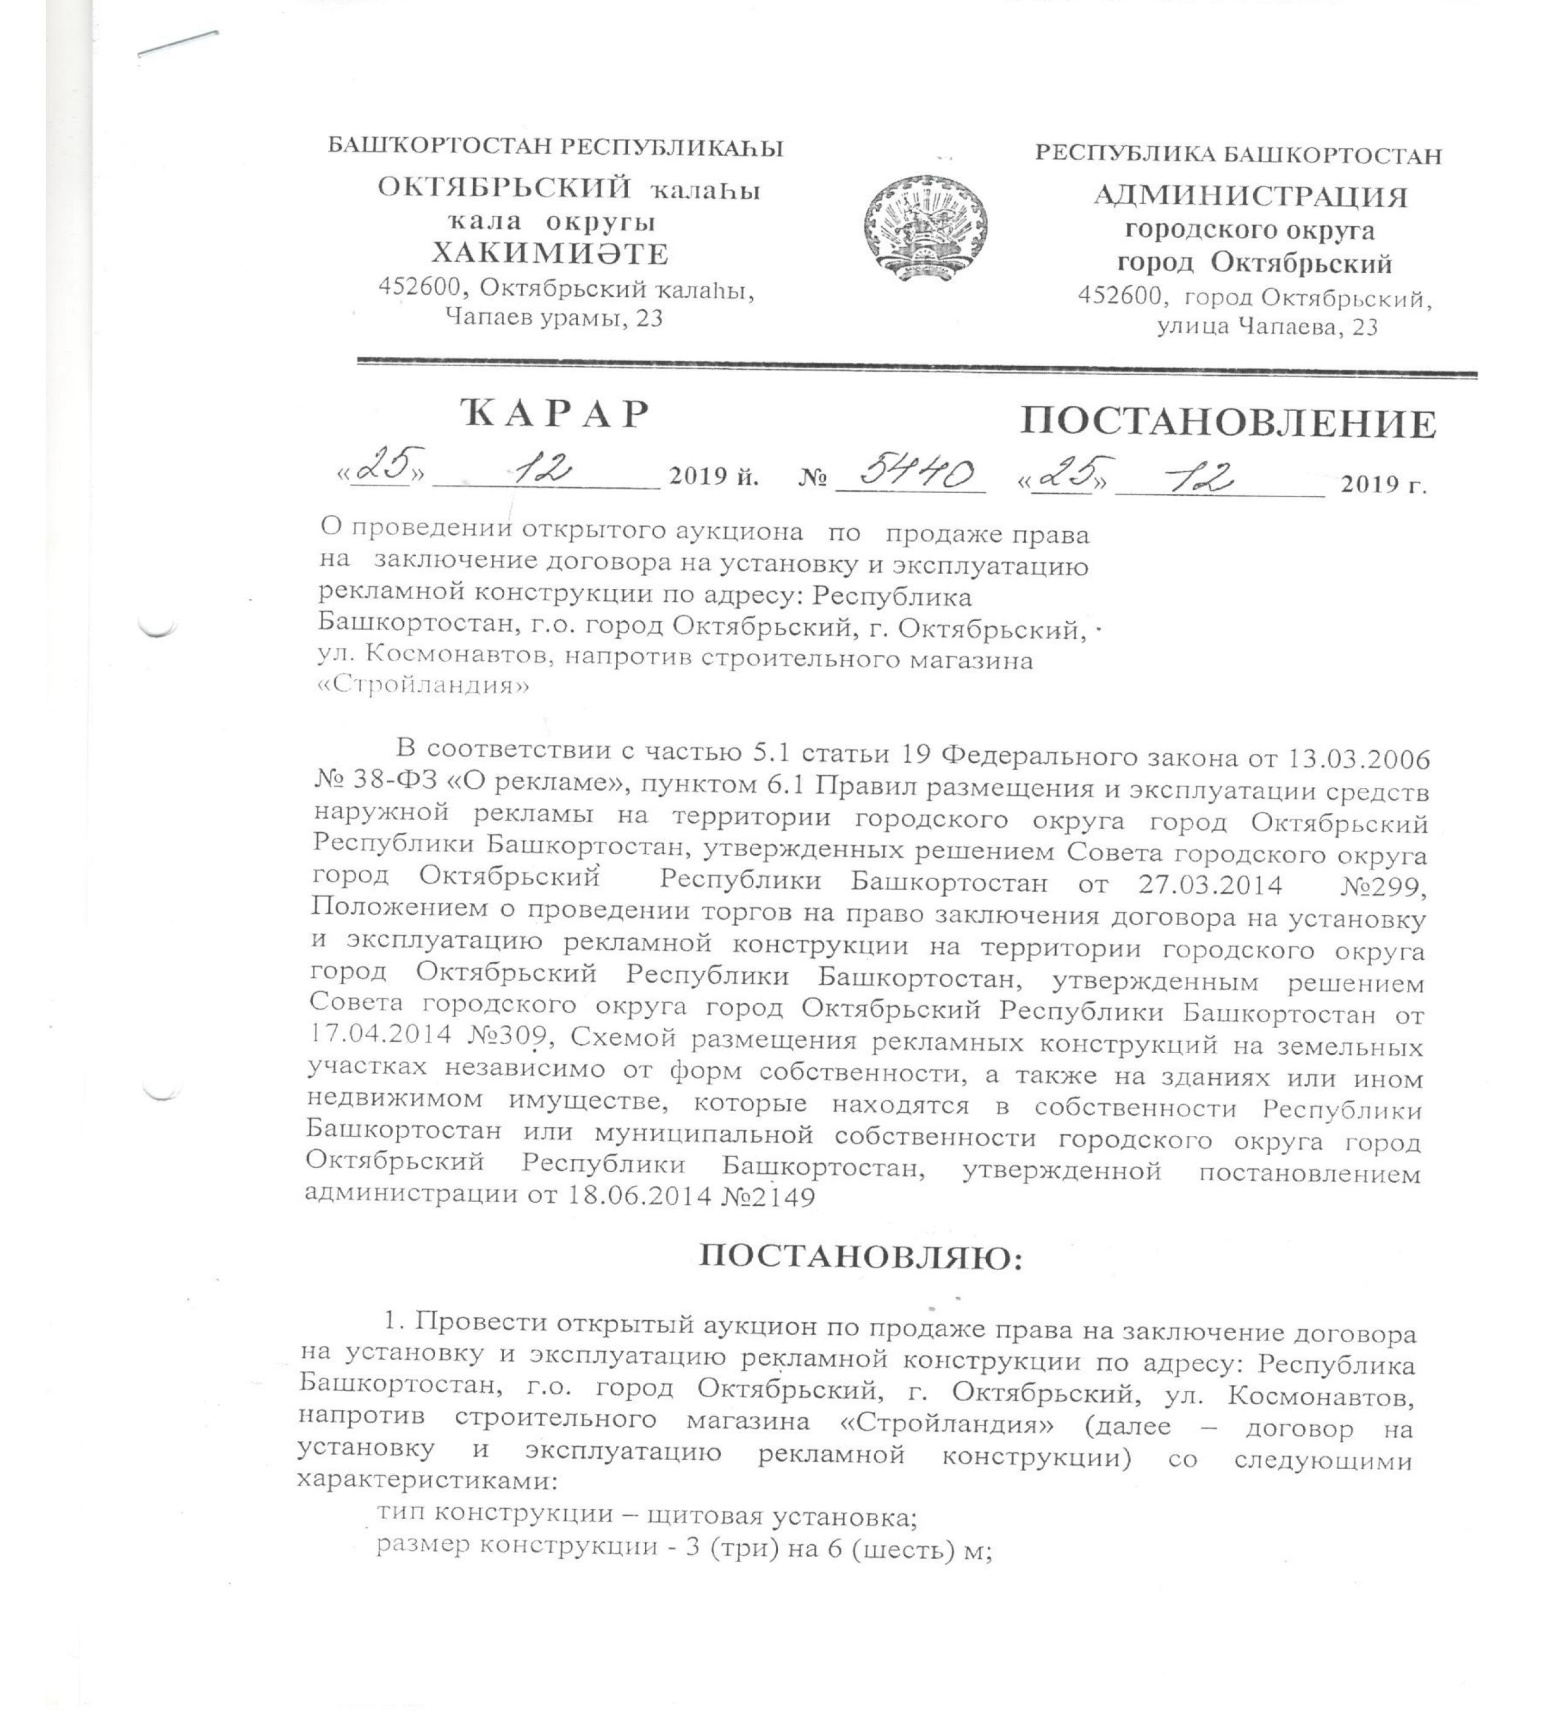 БАШҠОРТОСТАН РЕСПУБЛИКАҺЫ
ОКТЯБРЬСКИЙ ҡалаһы
ҡала округы
ХАКИМИӘТЕ
452600, Октябрьский ҡалаһы,
Чапаев урамы, 23
РЕСПУБЛИКА БАШКОРТОСТАН
АДМИНИСТРАЦИЯ
городского округа
город Октябрьский
452600, город Октябрьский,
улица Чапаева, 23
ҠАРАР
ПОСТАНОВЛЕНИЕ
«25» 12 2019 й. № 5440 «25» 12 2019 г.
О проведении открытого аукциона по продаже права
на заключение договора на установку и эксплуатацию
рекламной конструкции по адресу: Республика
Башкортостан, г.о. город Октябрьский, г. Октябрьский,
ул. Космонавтов, напротив строительного магазина
«Стройландия»
В соответствии с частью 5.1 статьи 19 Федерального закона от 13.03.2006
№ 38-ФЗ «О рекламе», пунктом 6.1 Правил размещения и эксплуатации средств
наружной рекламы на территории городского округа город Октябрьский
Республики Башкортостан, утвержденных решением Совета городского округа
город Октябрьский Республики Башкортостан от 27.03.2014 №299,
Положением о проведении торгов на право заключения договора на установку
и эксплуатацию рекламной конструкции на территории городского округа
город Октябрьский Республики Башкортостан, утвержденным решением
Совета городского округа город Октябрьский Республики Башкортостан от
17.04.2014 №309, Схемой размещения рекламных конструкций на земельных
участках независимо от форм собственности, а также на зданиях или ином
недвижимом имуществе, которые находятся в собственности Республики
Башкортостан или муниципальной собственности городского округа город
Октябрьский Республики Башкортостан, утвержденной постановлением
администрации от 18.06.2014 №2149
ПОСТАНОВЛЯЮ:
1. Провести открытый аукцион по продаже права на заключение договора
на установку и эксплуатацию рекламной конструкции по адресу: Республика
Башкортостан, г.о. город Октябрьский, г. Октябрьский, ул. Космонавтов,
напротив строительного магазина «Стройландия» (далее – договор на
установку и эксплуатацию рекламной конструкции) со следующими
характеристиками:
тип конструкции – щитовая установка;
размер конструкции - 3 (три) на 6 (шесть) м;